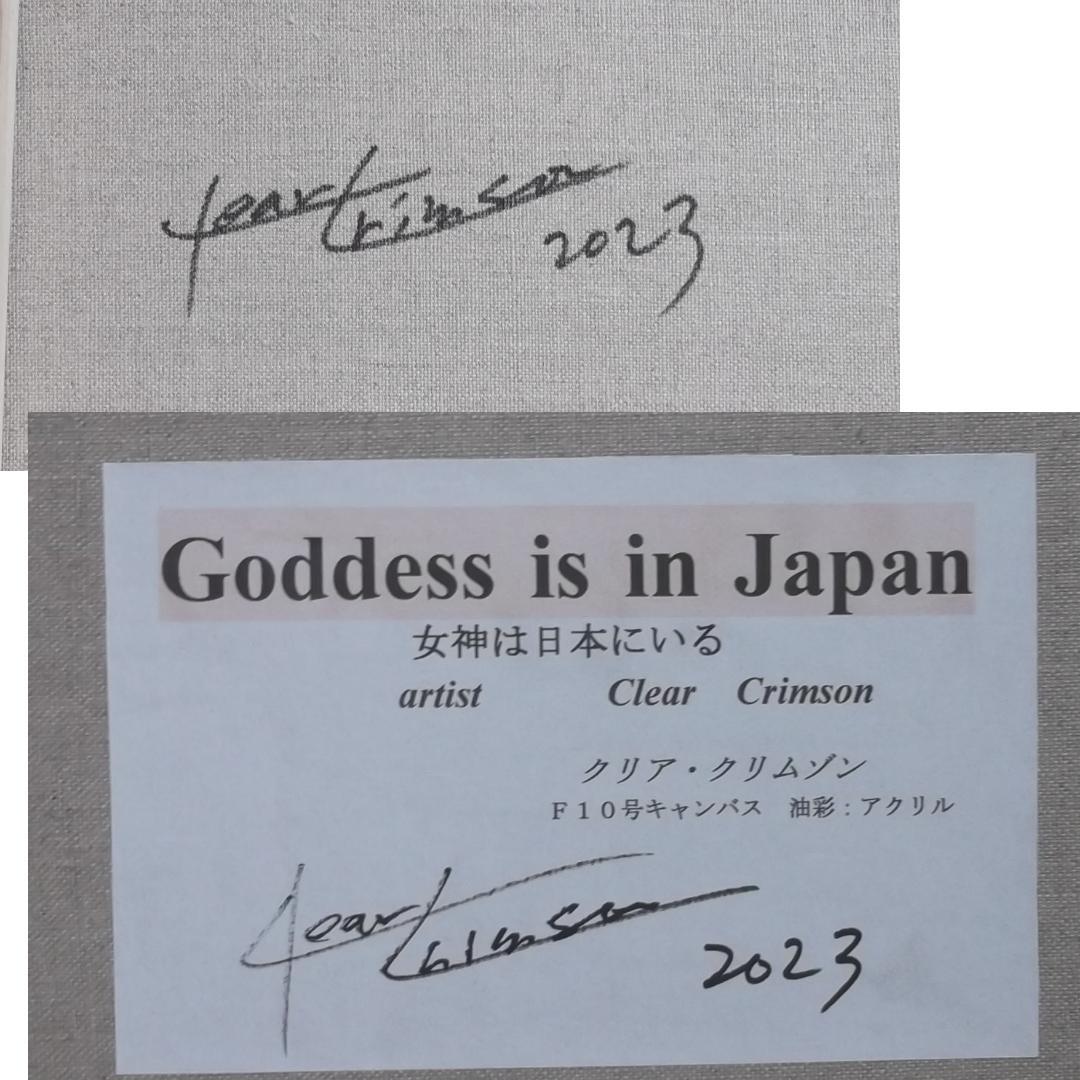 Clear Crimson
2023
Goddess is in Japan
女神は日本にいる
artist Clear Crimson
クリア・クリムゾン
F10号キャンバス 油彩:アクリル
Clear Crimson
2023